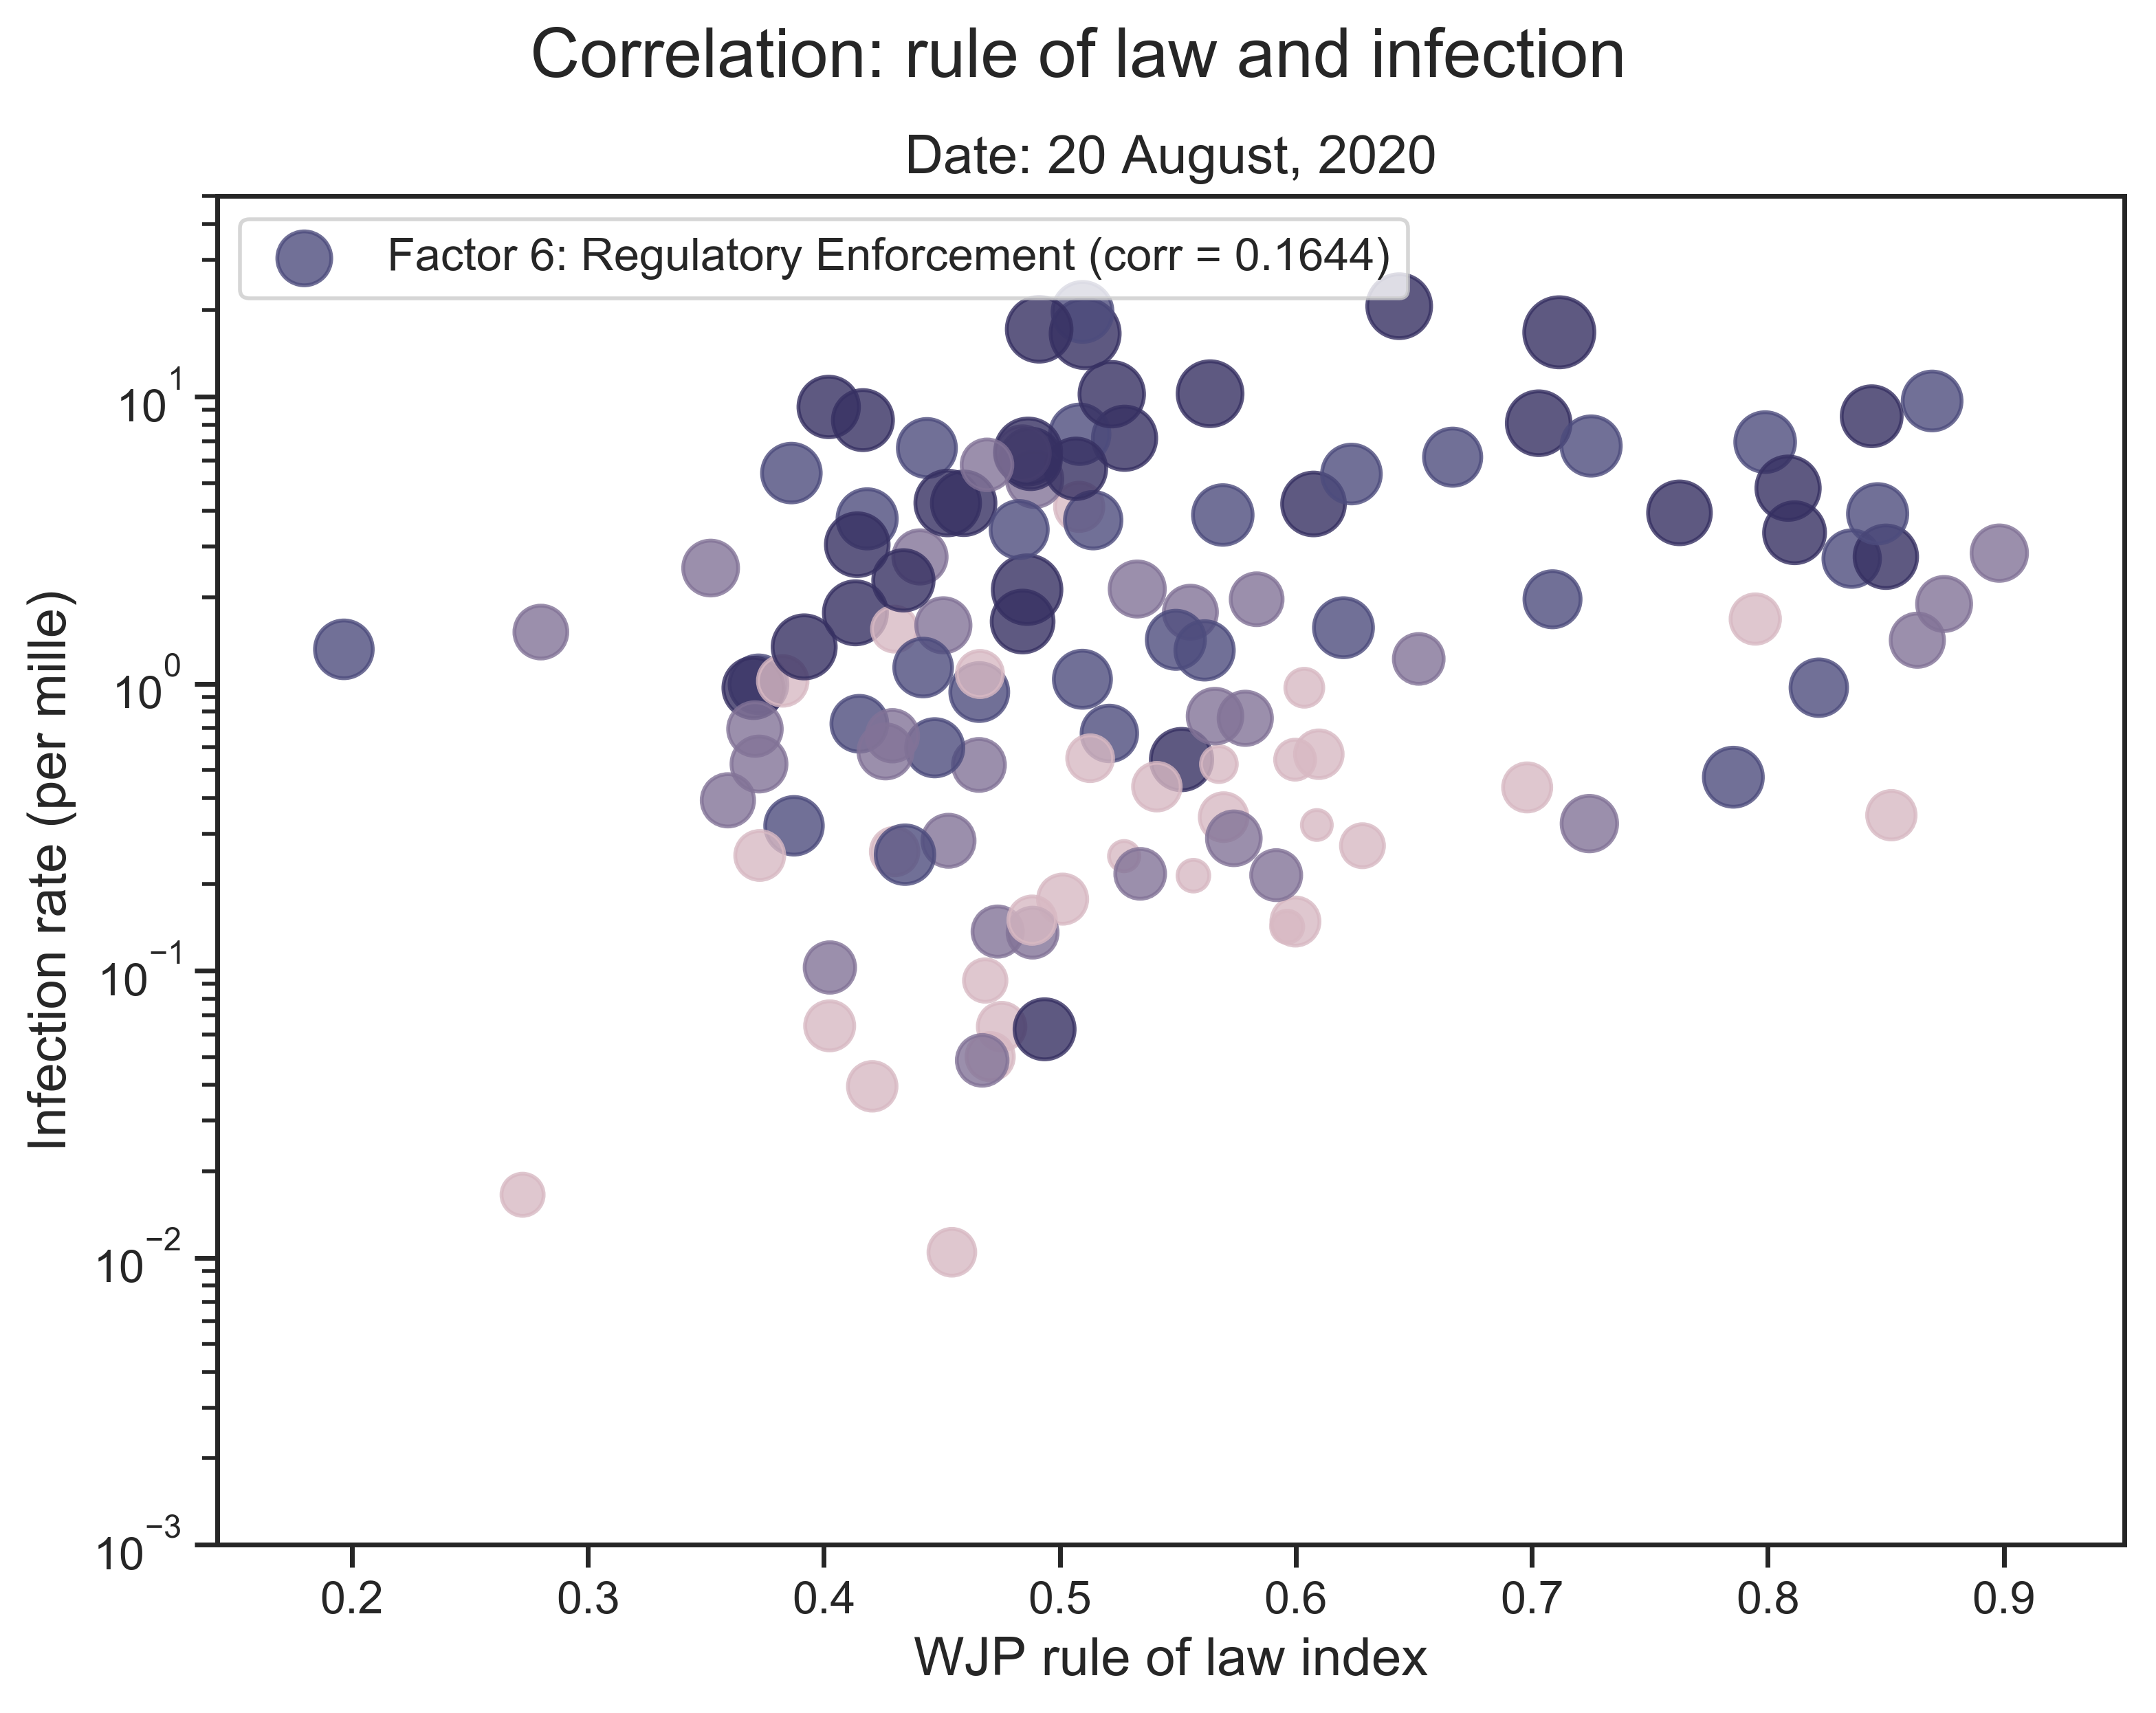 Correlation: rule of law and infection
Date: 20 August, 2020
Factor 6: Regulatory Enforcement (corr = 0.1644)
Infection rate (per mille)
10^1
10^0
10^−1
10^−2
10^−3
0.2 0.3 0.4 0.5 0.6 0.7 0.8 0.9
WJP rule of law index